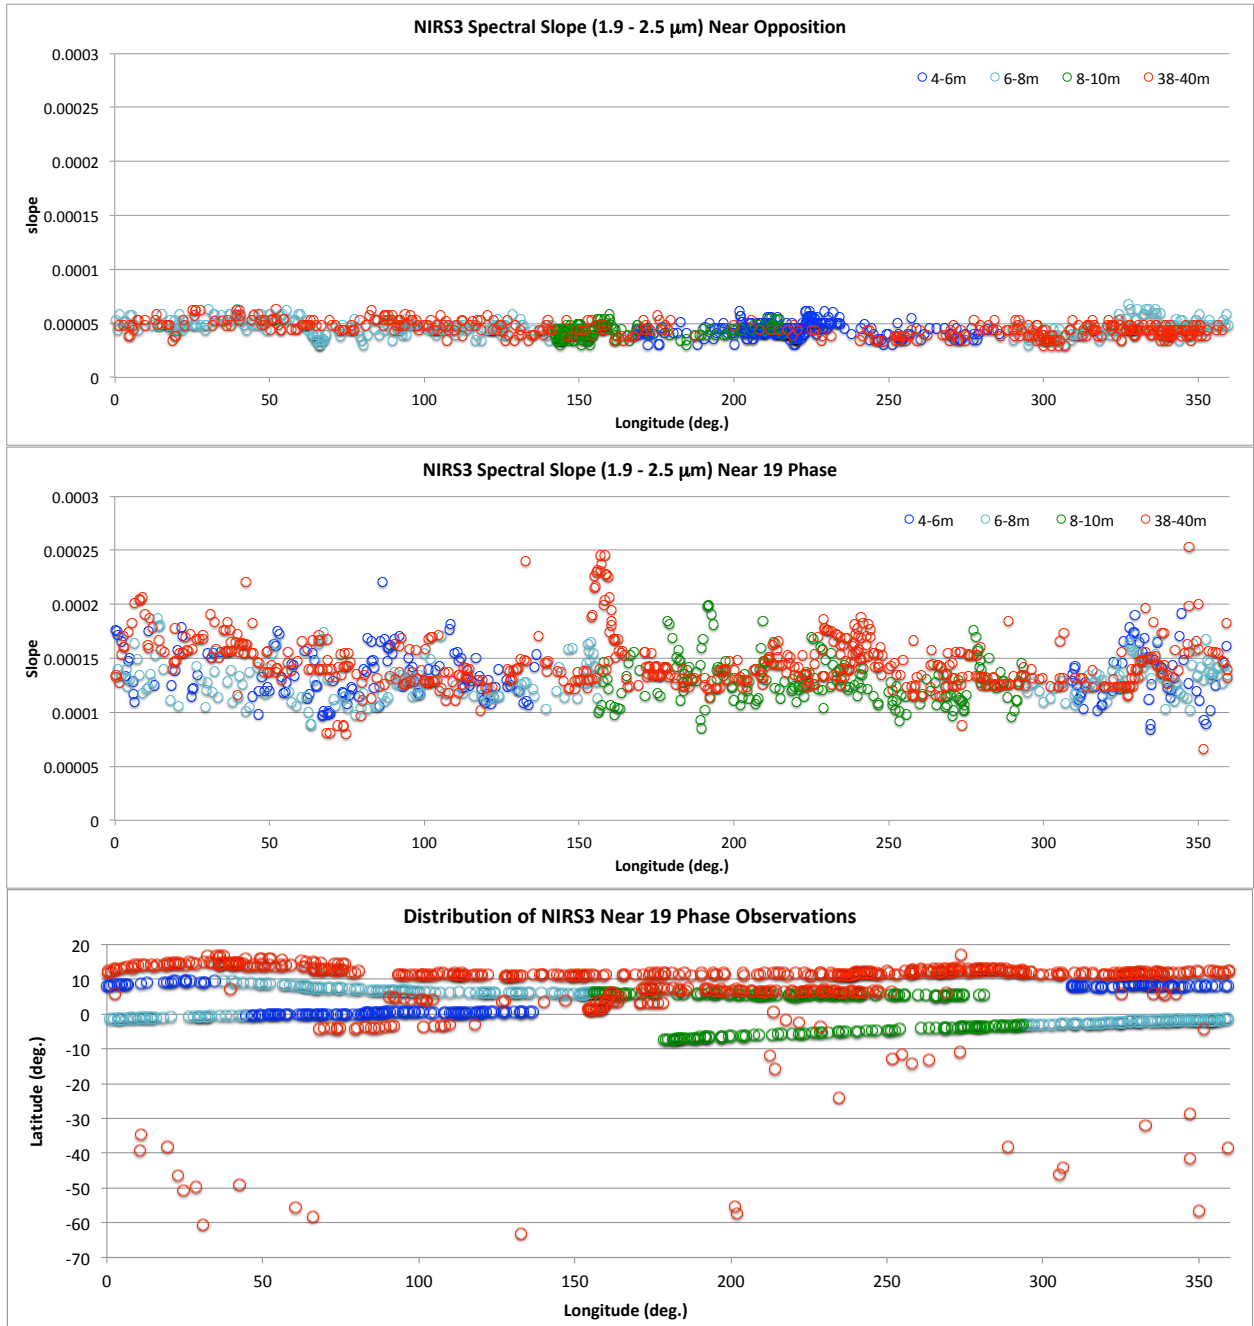 NIRS3 Spectral Slope (1.9 - 2.5 μm) Near Opposition
0.0003
4-6m 6-8m 8-10m 38-40m
0.00025
0.0002
0.00015
slope
0.0001
0.00005
0
0 50 100 150 200 250 300 350
Longitude (deg.)
NIRS3 Spectral Slope (1.9 - 2.5 μm) Near 19 Phase
0.0003
4-6m 6-8m 8-10m 38-40m
0.00025
0.0002
Slope
0.00015
0.0001
0.00005
0
0 50 100 150 200 250 300 350
Longitude (deg.)
Distribution of NIRS3 Near 19 Phase Observations
20
10
0
-10
Latitude (deg.)
-20
-30
-40
-50
-60
-70
0 50 100 150 200 250 300 350
Longitude (deg.)